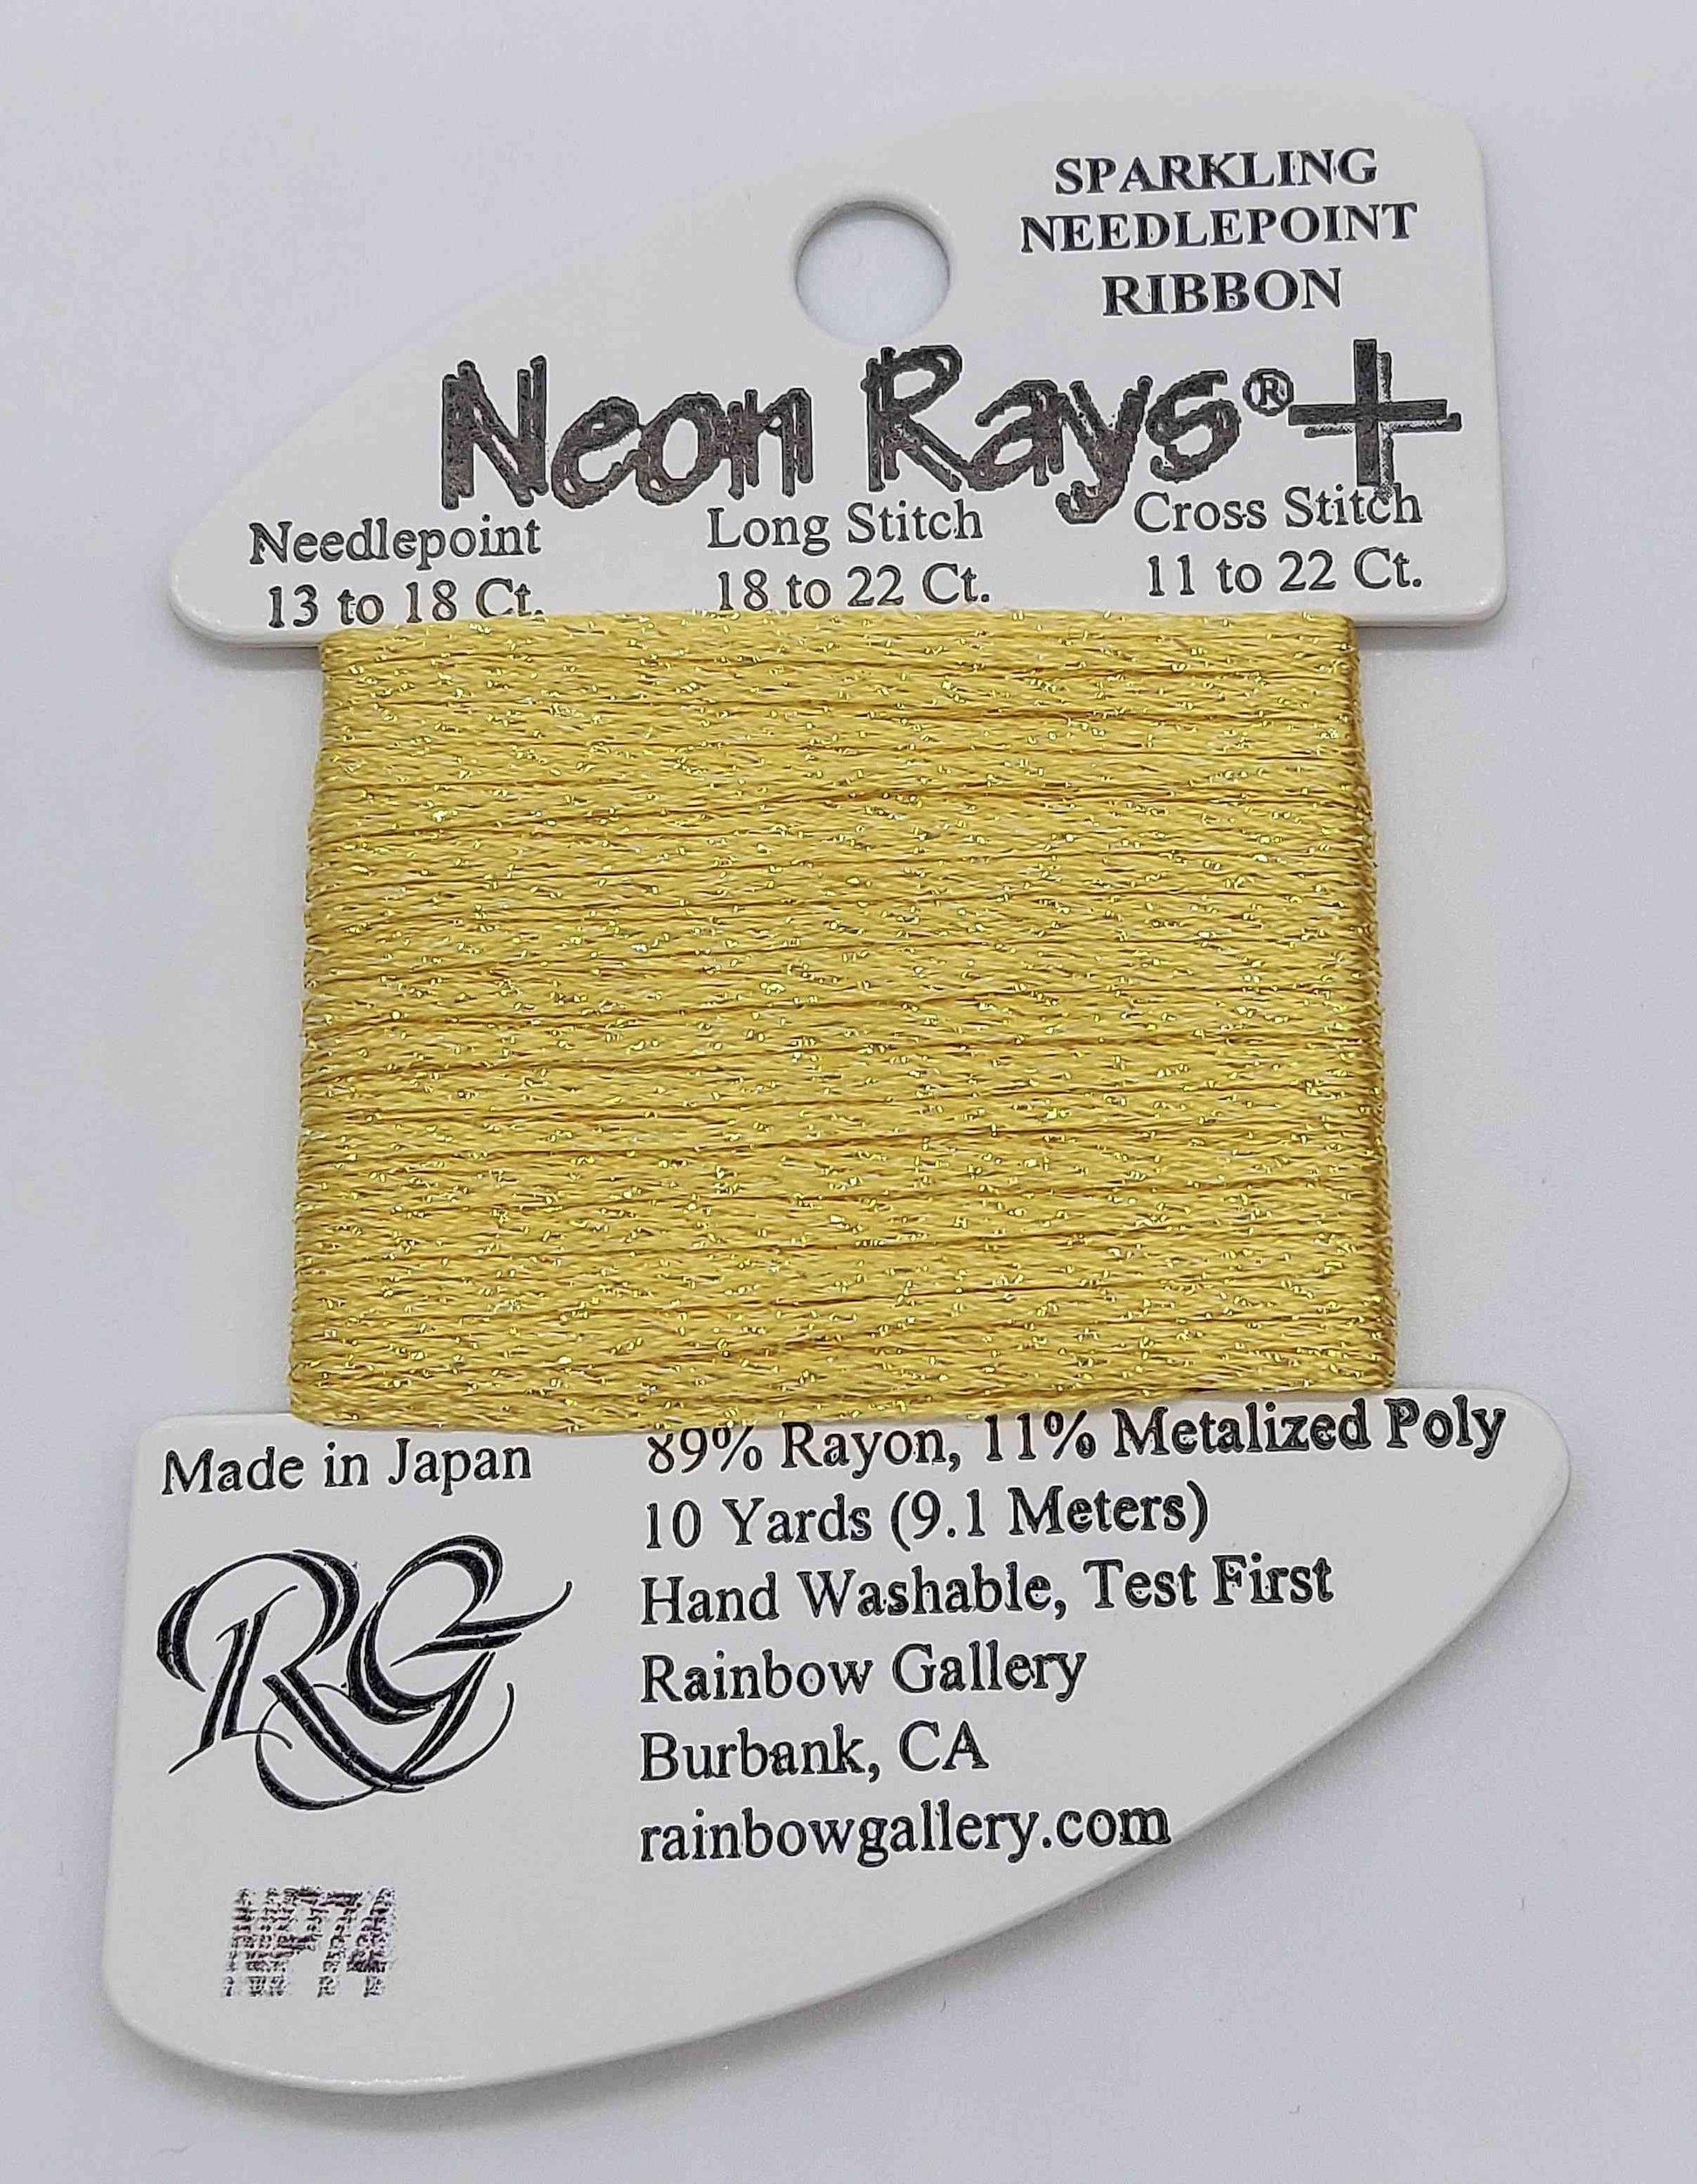 SPARKLING
NEEDLEPOINT
RIBBON
Neon Rays®+
Needlepoint
13 to 18 Ct.
Long Stitch
18 to 22 Ct.
Cross Stitch
11 to 22 Ct.
Made in Japan
RG
89% Rayon, 11% Metalized Poly
10 Yards (9.1 Meters)
Hand Washable, Test First
Rainbow Gallery
Burbank, CA
rainbowgallery.com
NP74